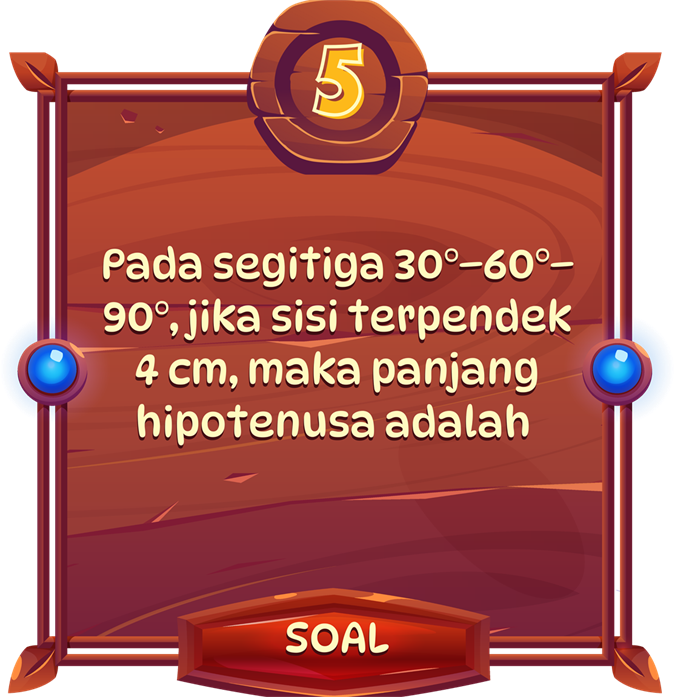 5
Pada segitiga 30°–60°–
90°, jika sisi terpendek
4 cm, maka panjang
hipotenusa adalah
SOAL